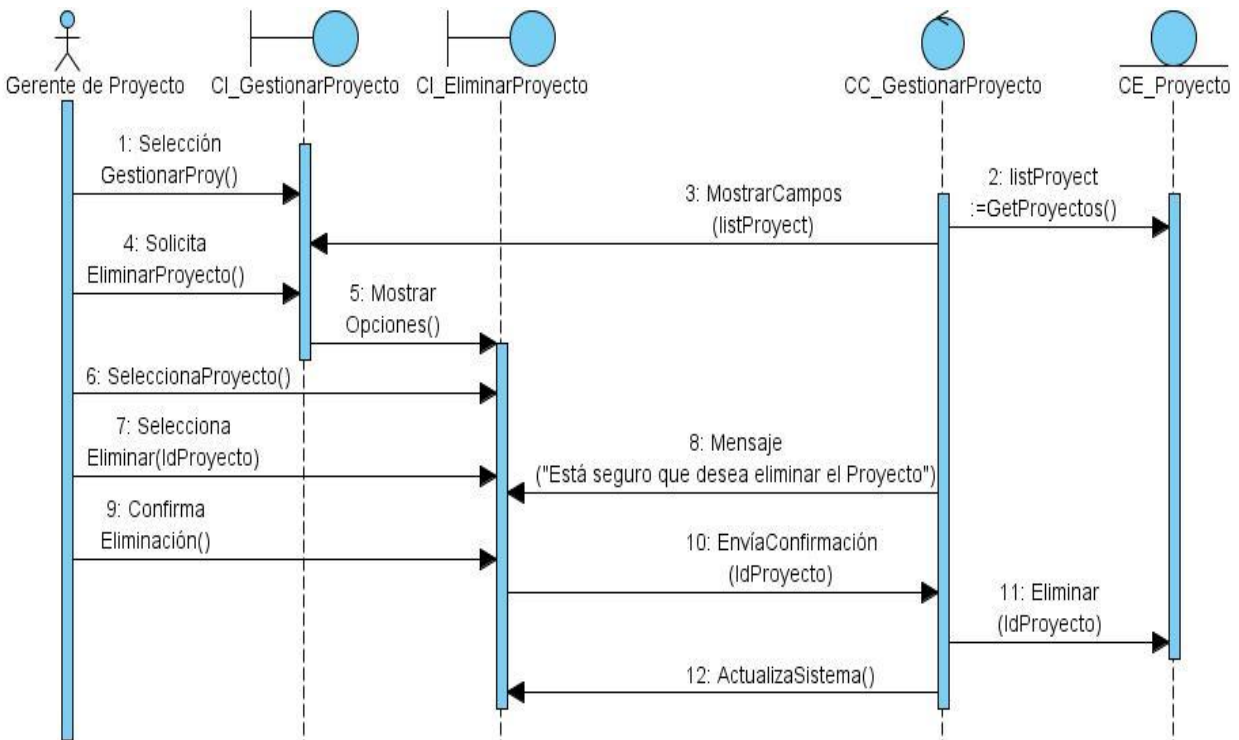 Gerente de Proyecto
CI_GestionarProyecto
CI_EliminarProyecto
CC_GestionarProyecto
CE_Proyecto
1: Selección
GestionarProy()
2: listProyect
:=GetProyectos()
3: MostrarCampos
(listProyect)
4: Solicita
EliminarProyecto()
5: Mostrar
Opciones()
6: SeleccionaProyecto()
7: Selecciona
Eliminar(IdProyecto)
8: Mensaje
("Está seguro que desea eliminar el Proyecto")
9: Confirma
Eliminación()
10: EnvíaConfirmación
(IdProyecto)
11: Eliminar
(IdProyecto)
12: ActualizaSistema()